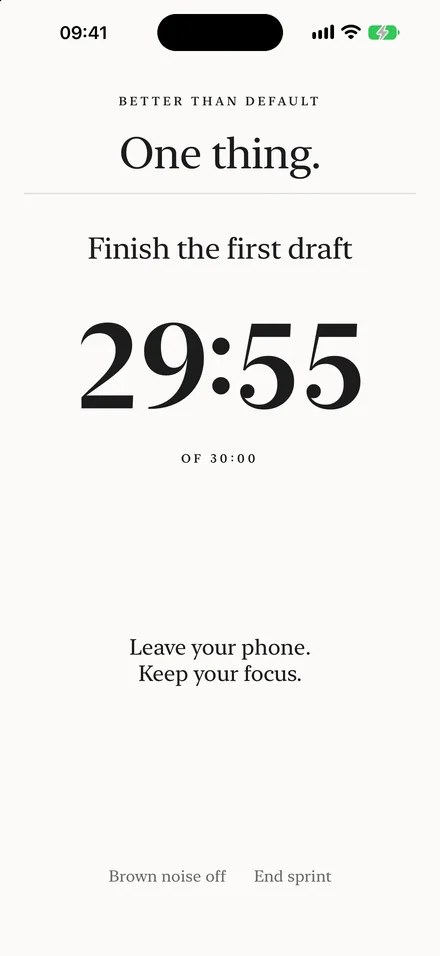 09:41
BETTER THAN DEFAULT
One thing.
Finish the first draft
29:55
OF 30:00
Leave your phone.
Keep your focus.
Brown noise off
End sprint